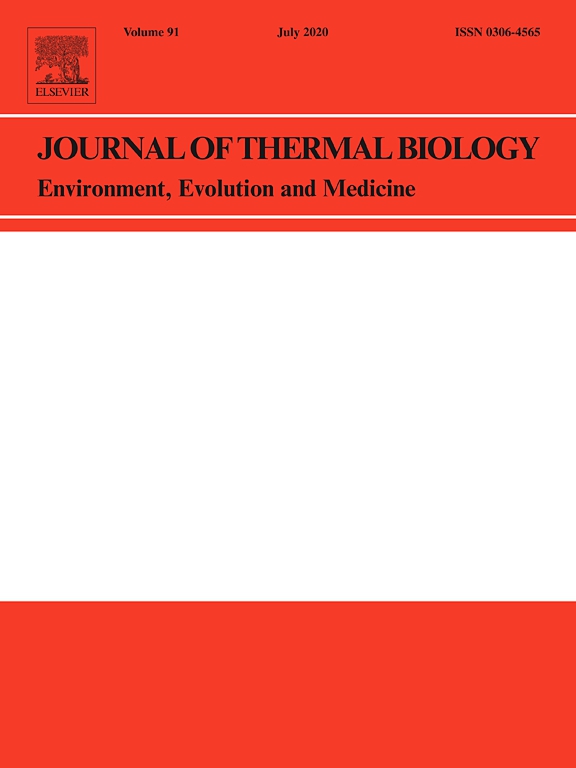 Volume 91 July 2020 ISSN 0306-4565
ELSEVIER
JOURNAL OF THERMAL BIOLOGY
Environment, Evolution and Medicine